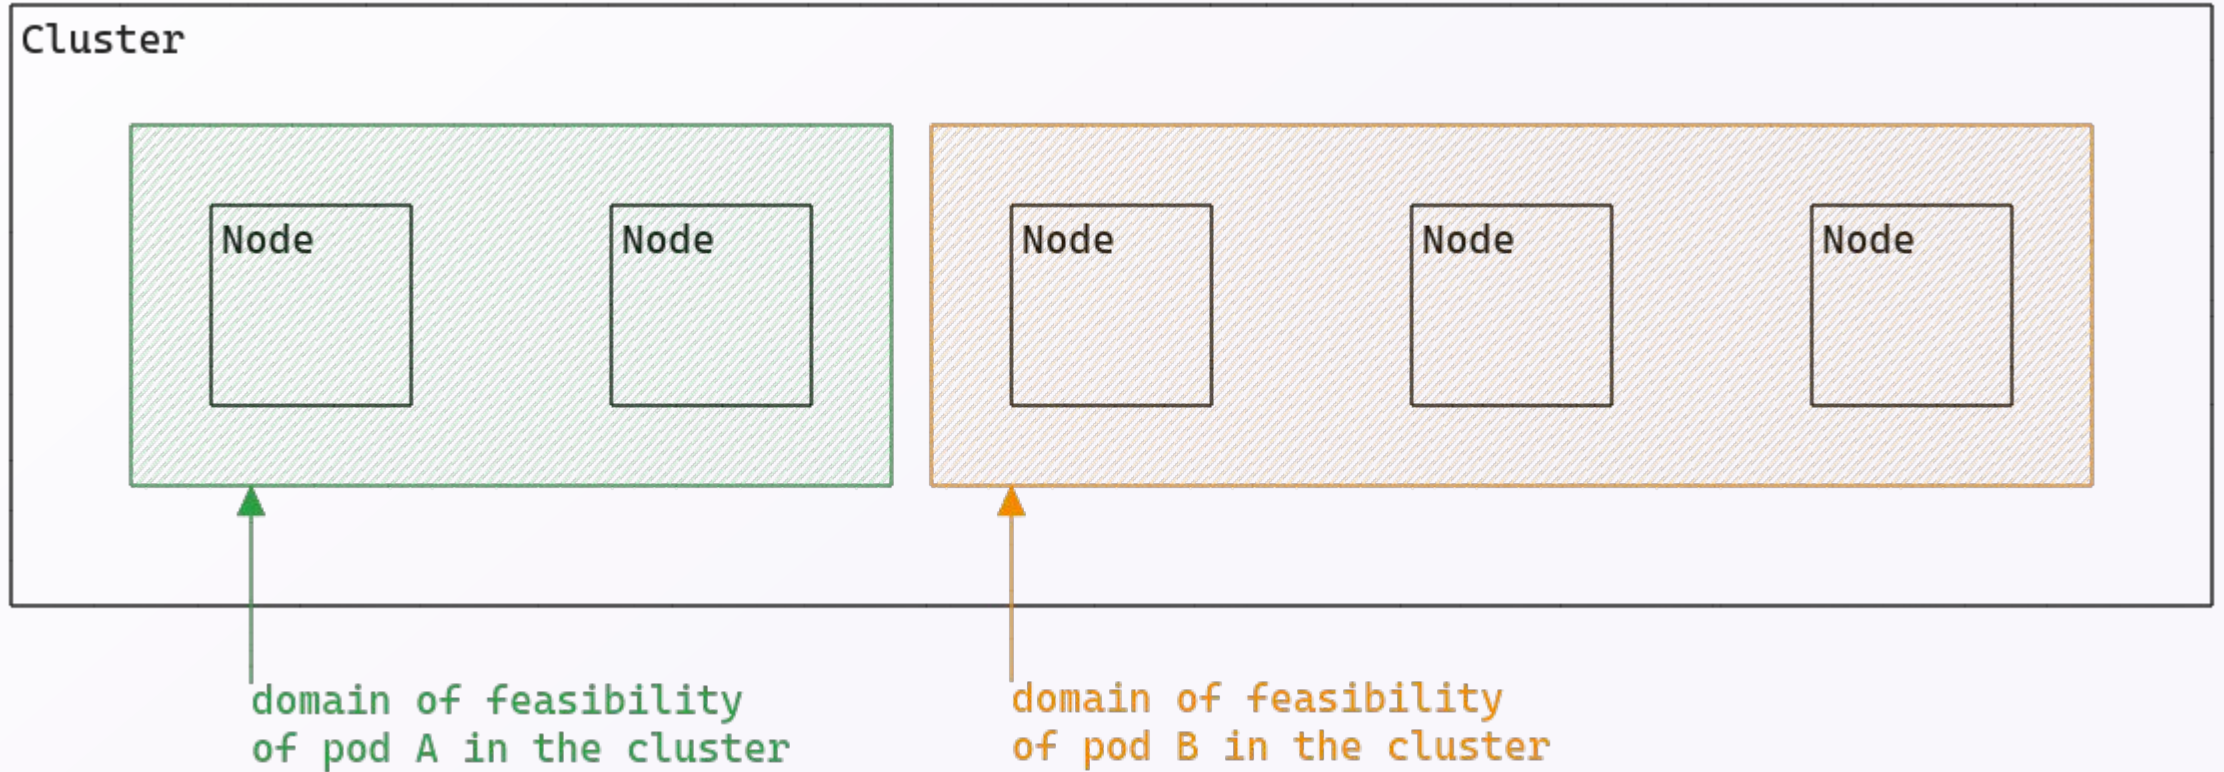 Cluster
Node
Node
Node
Node
Node
domain of feasibility
of pod A in the cluster
domain of feasibility
of pod B in the cluster